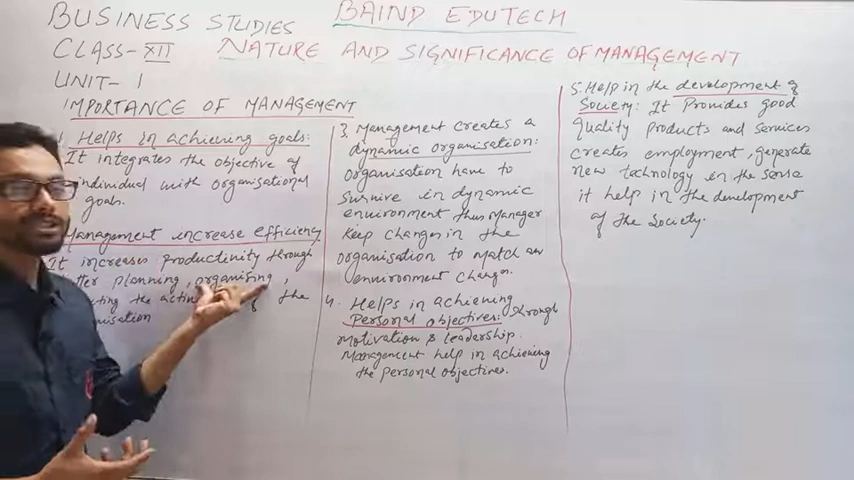 BUSINESS STUDIES
BAIND EDUTECH
CLASS-XII
NATURE AND SIGNIFICANCE OF MANAGEMENT
UNIT-1
IMPORTANCE OF MANAGEMENT
1. Helps in achieving goals:
It integrates the objective of
individual with organisational
goals.
Management increase efficiency
It increases productivity through
planning, organising,
the
of the
3. Management creates a
dynamic organisation:
organisation have to
Survive in dynamic
environment thus Manager
keep changes in the
organisation to match an
environment changes.
4. Helps in achieving
Personal objectives: through
motivation & leadership.
Management help in achieving
the personal objectives.
5. Help in the development of
Society: It Provides good
quality products and services
creates employment, generate
new technology in the sense
it help in the development
of the Society.